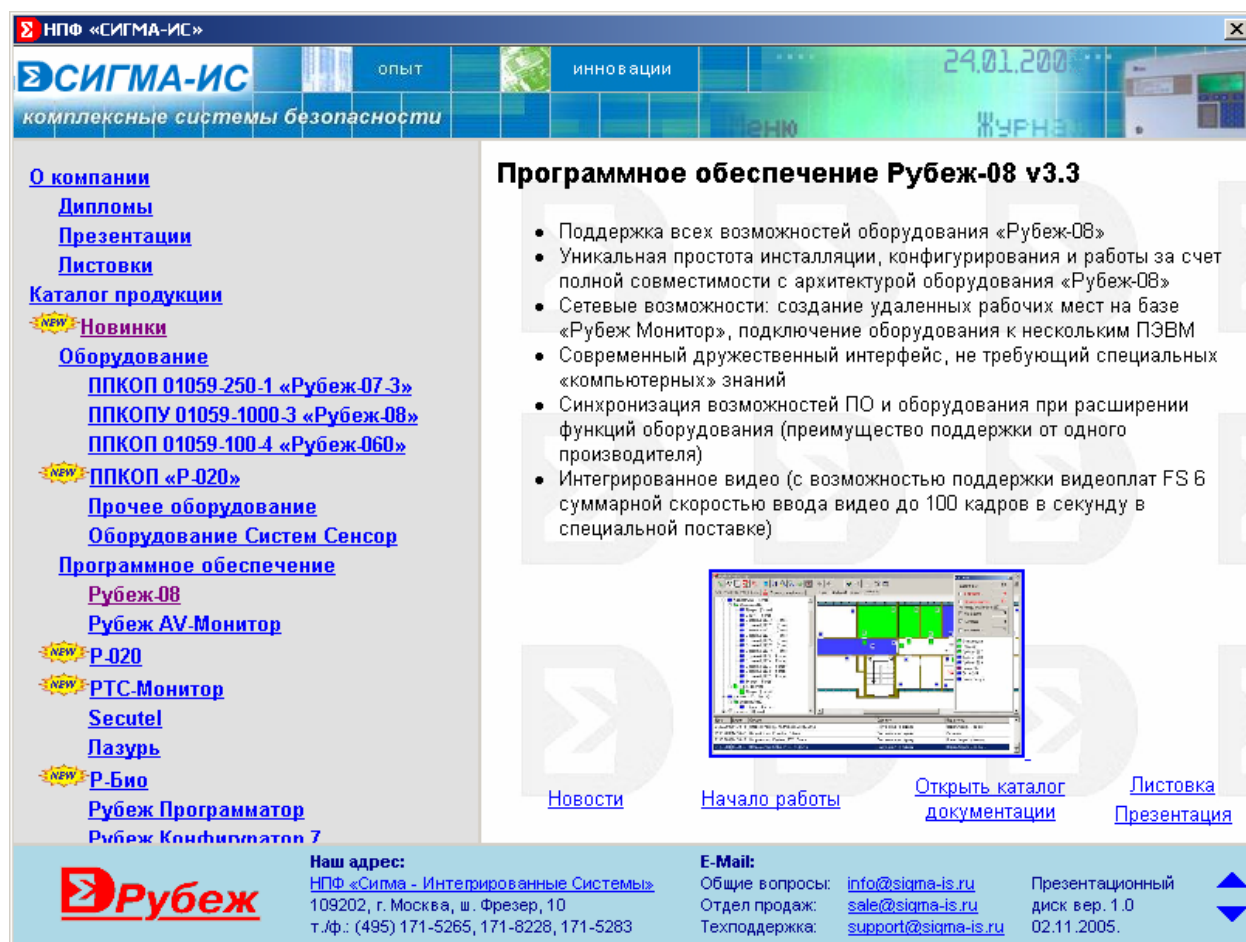 НПФ «СИГМА-ИС»
СИГМА-ИС
опыт
инновации
24.01.200
комплексные системы безопасности
еню
Журнал
О компании
Дипломы
Презентации
Листовки
Каталог продукции
NEW Новинки
Оборудование
ППКОП 01059-250-1 «Рубеж-07-3»
ППКОПУ 01059-1000-3 «Рубеж-08»
ППКОП 01059-100-4 «Рубеж-060»
NEW ППКОП «Р-020»
Прочее оборудование
Оборудование Систем Сенсор
Программное обеспечение
Рубеж-08
Рубеж AV-Монитор
NEW Р-020
NEW РТС-Монитор
Secutel
Лазурь
NEW Р-Био
Рубеж Программатор
Рубеж Конфигуратор 7
Программное обеспечение Рубеж-08 v3.3
• Поддержка всех возможностей оборудования «Рубеж-08»
• Уникальная простота инсталляции, конфигурирования и работы за счет
полной совместимости с архитектурой оборудования «Рубеж-08»
• Сетевые возможности: создание удаленных рабочих мест на базе
«Рубеж Монитор», подключение оборудования к нескольким ПЭВМ
• Современный дружественный интерфейс, не требующий специальных
«компьютерных» знаний
• Синхронизация возможностей ПО и оборудования при расширении
функций оборудования (преимущество поддержки от одного
производителя)
• Интегрированное видео (с возможностью поддержки видеоплат FS 6
суммарной скоростью ввода видео до 100 кадров в секунду в
специальной поставке)
Новости
Начало работы
Открыть каталог
документации
Листовка
Презентация
Рубеж
Наш адрес:
НПФ «Сигма - Интегрированные Системы»
109202, г. Москва, ш. Фрезер, 10
т./ф.: (495) 171-5265, 171-8228, 171-5283
E-Mail:
Общие вопросы: info@sigma-is.ru
Отдел продаж: sale@sigma-is.ru
Техподдержка: support@sigma-is.ru
Презентационный
диск вер. 1.0
02.11.2005.